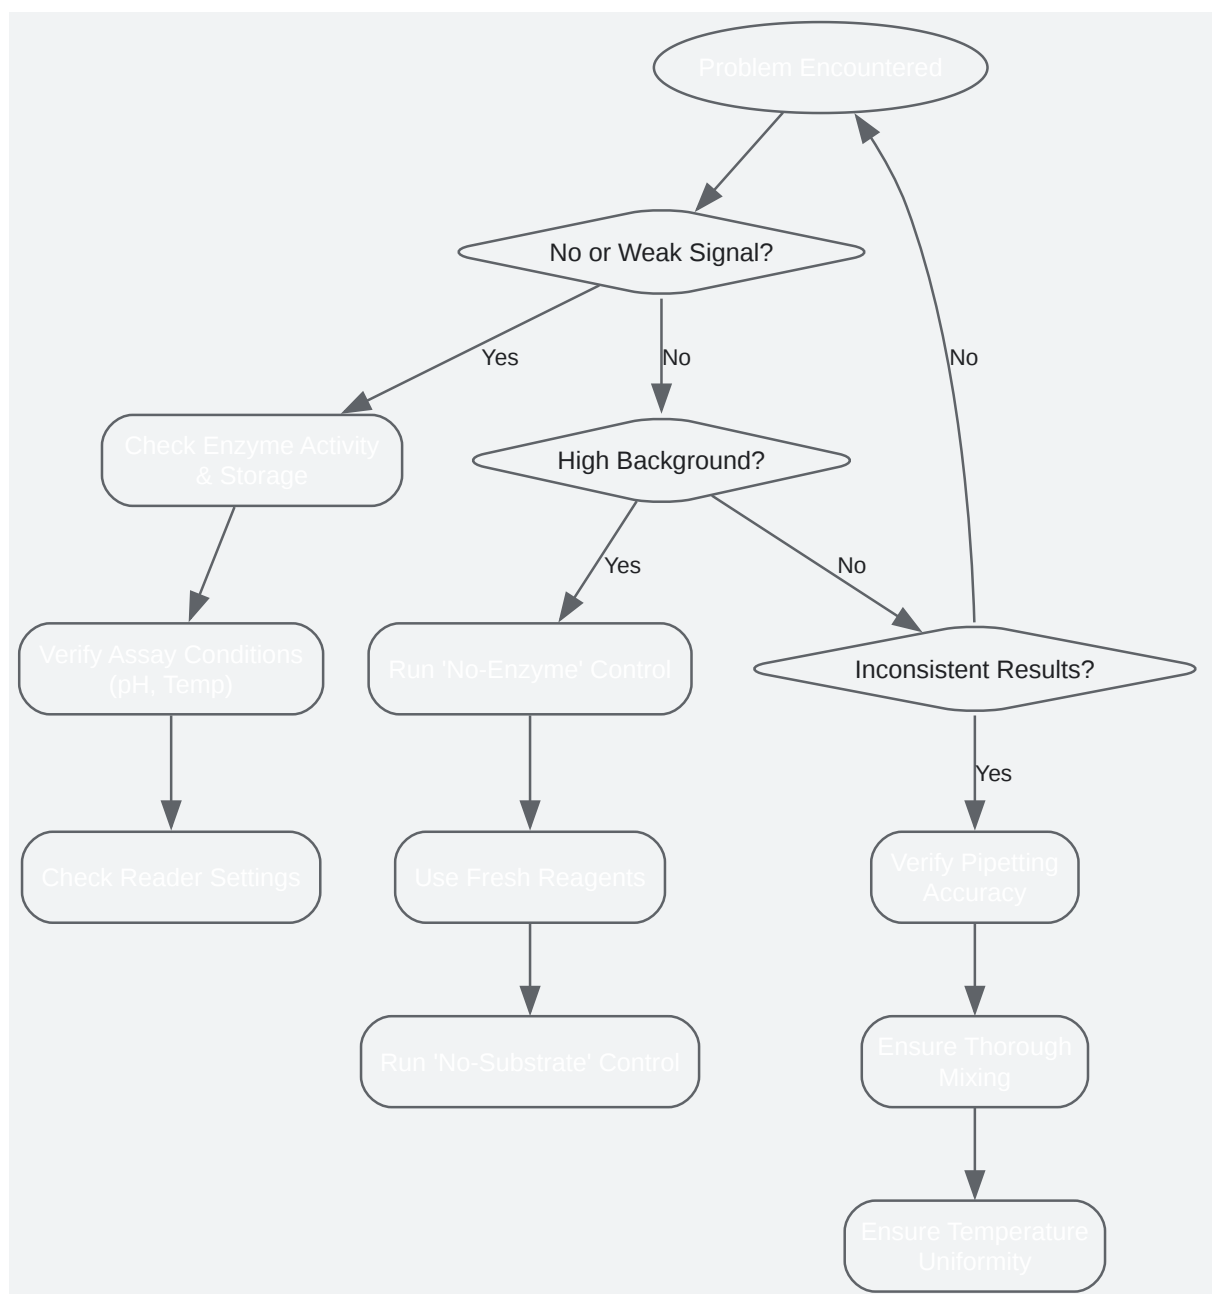 Problem Encountered
No or Weak Signal?
Yes
No
No
Check Enzyme Activity
& Storage
High Background?
Yes
No
Verify Assay Conditions
(pH, Temp)
Run 'No-Enzyme' Control
Inconsistent Results?
Yes
Check Reader Settings
Use Fresh Reagents
Verify Pipetting
Accuracy
Run 'No-Substrate' Control
Ensure Thorough
Mixing
Ensure Temperature
Uniformity